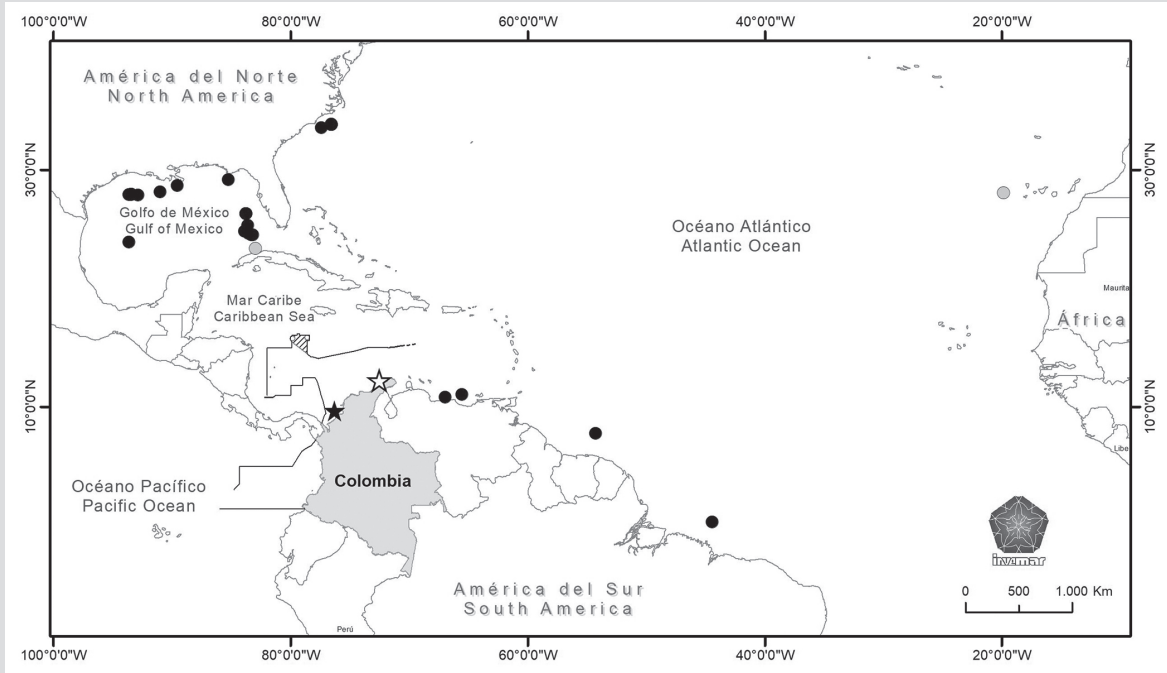 100°0'0"W 80°0'0"W 60°0'0"W 40°0'0"W 20°0'0"W
América del Norte
North America
30°0'0"N
30°0'0"N
Golfo de México
Gulf of Mexico
Océano Atlántico
Atlantic Ocean
Mar Caribe
Caribbean Sea
Maurita
África
10°0'0"N
10°0'0"N
Libe
Colombia
Océano Pacífico
Pacific Ocean
invemar
América del Sur
South America
0 500 1.000 Km
Perú
100°0'0"W 80°0'0"W 60°0'0"W 40°0'0"W 20°0'0"W